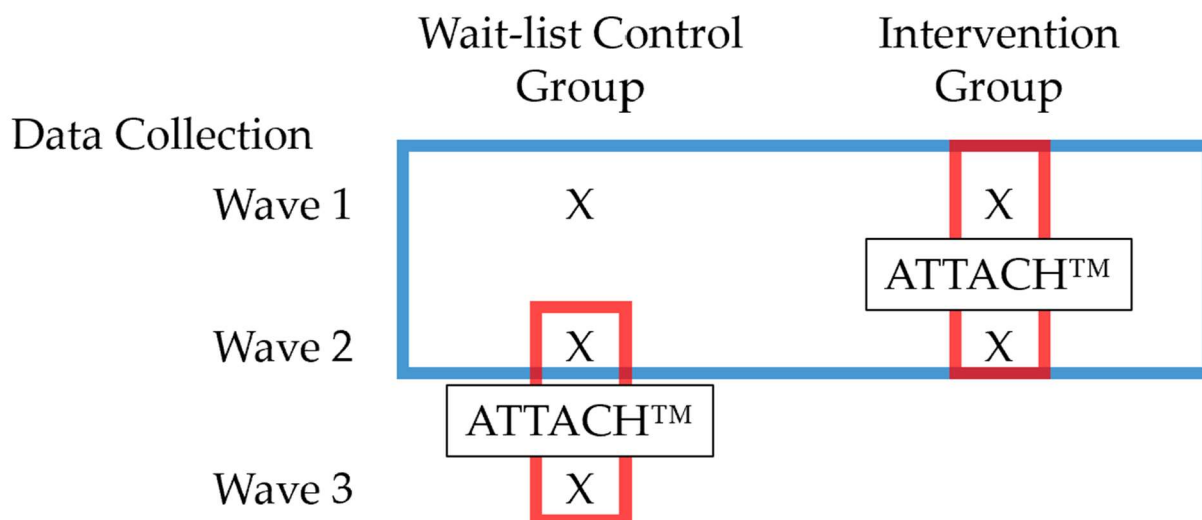 Wait-list Control Group
Intervention Group
Data Collection
Wave 1 X X
ATTACH™
Wave 2 X X
ATTACH™
Wave 3 X